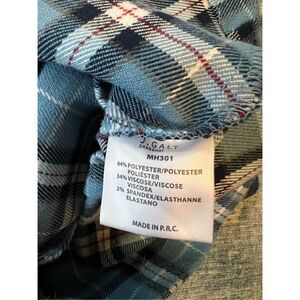 J.GALT
MH301
64%POLYESTER/POLYESTER
POLIÉSTER
34%VISCOSE/VISCOSE
VISCOSA
2% SPANDEX/ELASTHANNE
ELASTANO
MADE IN P.R.C.